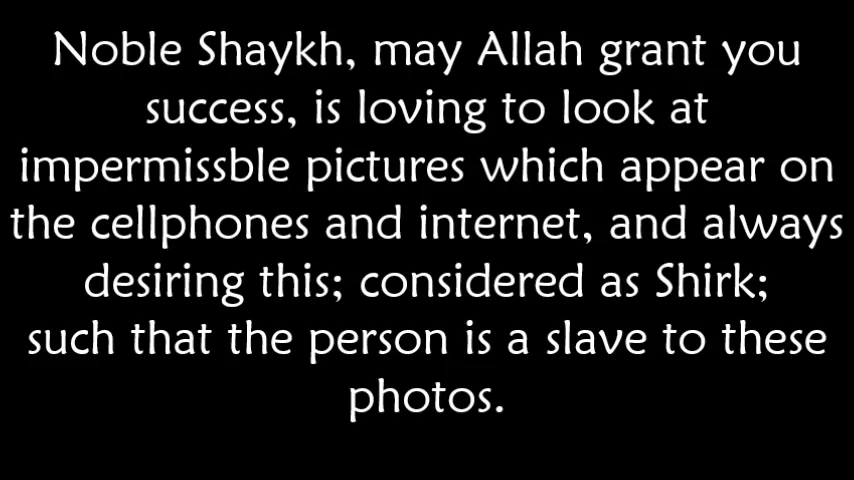 Noble Shaykh, may Allah grant you
success, is loving to look at
impermissble pictures which appear on
the cellphones and internet, and always
desiring this; considered as Shirk;
such that the person is a slave to these
photos.